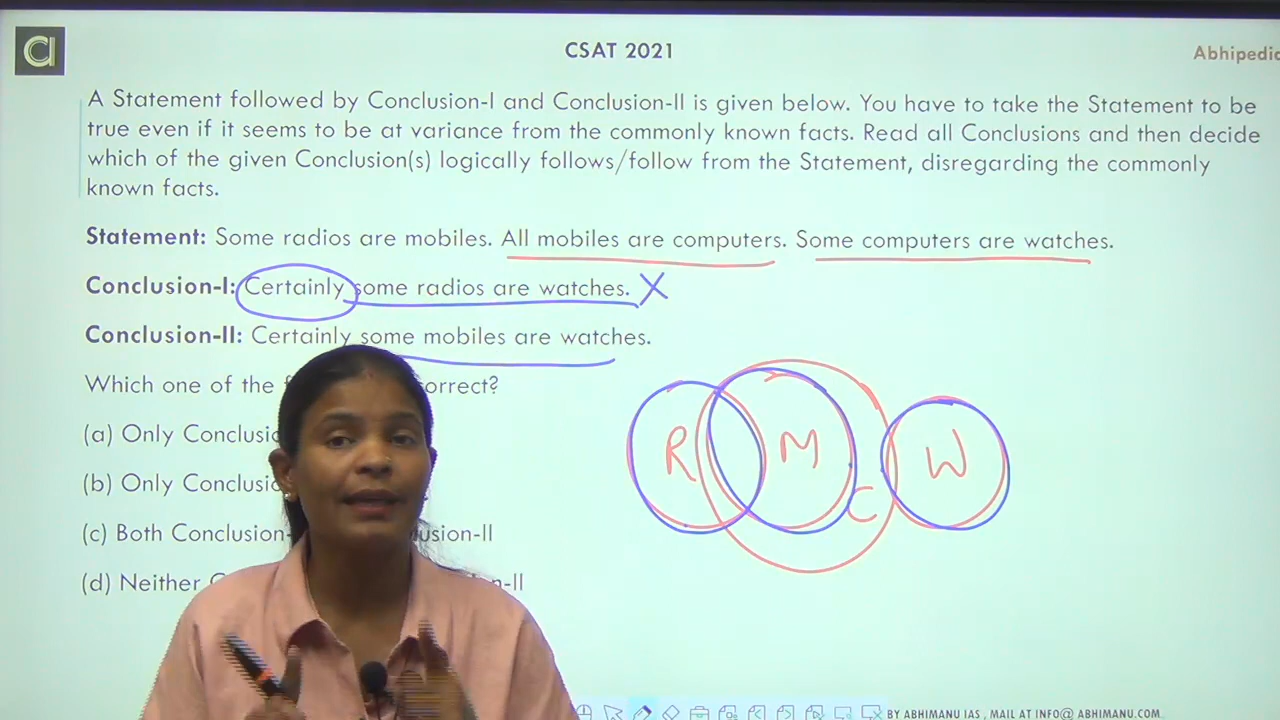 CSAT 2021
Abhipedia
A Statement followed by Conclusion-I and Conclusion-II is given below. You have to take the Statement to be
true even if it seems to be at variance from the commonly known facts. Read all Conclusions and then decide
which of the given Conclusion(s) logically follows/follow from the Statement, disregarding the commonly
known facts.
Statement: Some radios are mobiles. All mobiles are computers. Some computers are watches.
Conclusion-I: Certainly some radios are watches. X
Conclusion-II: Certainly some mobiles are watches.
Which one of the correct?
(a) Only
(b) Only
(c) Both
(d) Neither
R M C W
BY ABHIMANU IAS , MAIL AT INFO@ ABHIMANU.COM